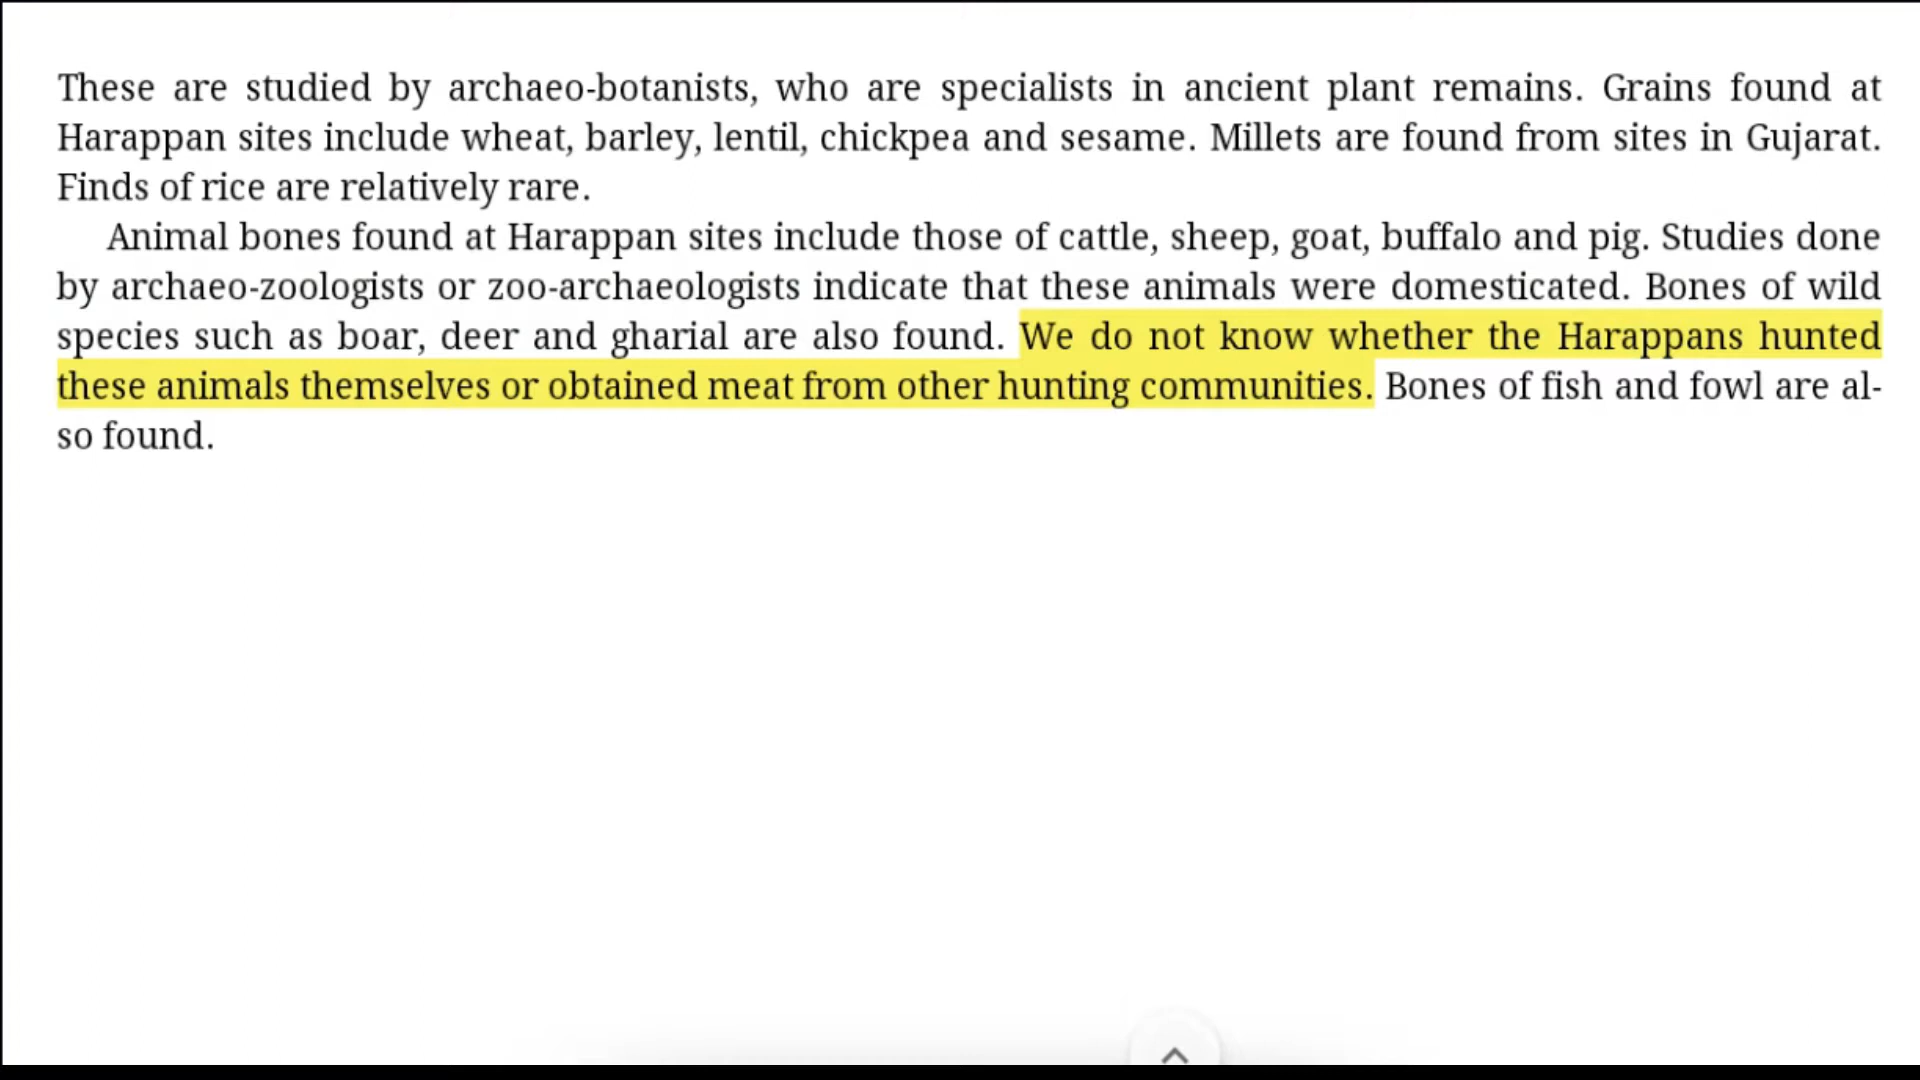 These are studied by archaeo-botanists, who are specialists in ancient plant remains. Grains found at
Harappan sites include wheat, barley, lentil, chickpea and sesame. Millets are found from sites in Gujarat.
Finds of rice are relatively rare.
Animal bones found at Harappan sites include those of cattle, sheep, goat, buffalo and pig. Studies done
by archaeo-zoologists or zoo-archaeologists indicate that these animals were domesticated. Bones of wild
species such as boar, deer and gharial are also found. We do not know whether the Harappans hunted
these animals themselves or obtained meat from other hunting communities. Bones of fish and fowl are al-
so found.